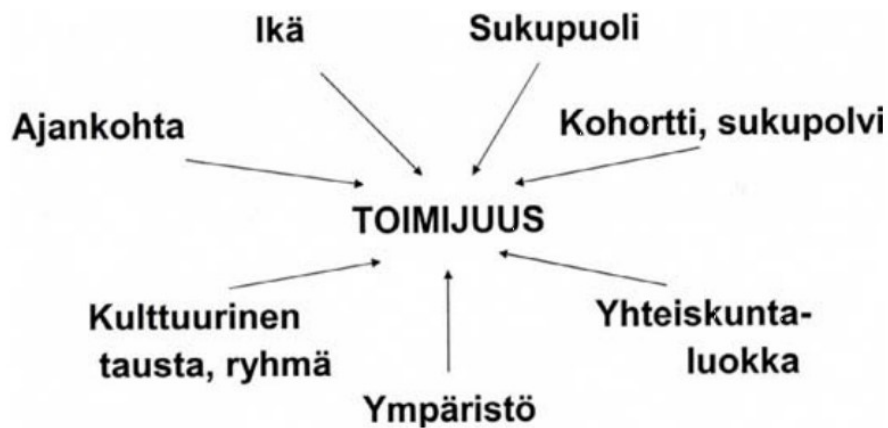 Ikä
Sukupuoli
Ajankohta
Kohortti, sukupolvi
TOIMIJUUS
Kulttuurinen
tausta, ryhmä
Yhteiskunta-
luokka
Ympäristö